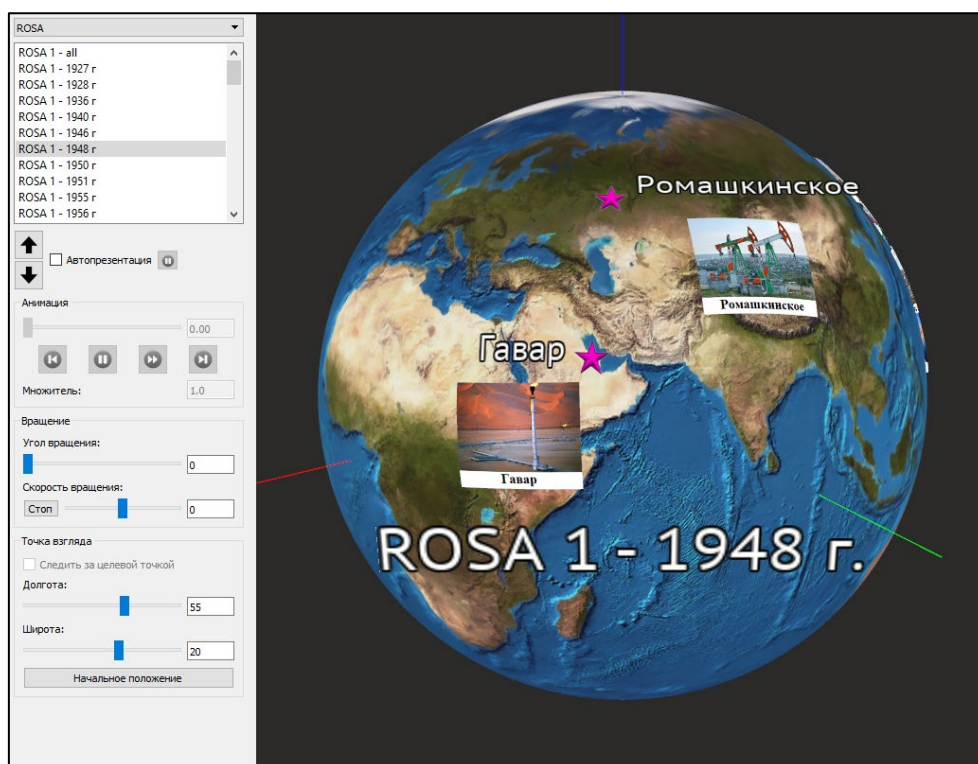 ROSA
ROSA 1 - all
ROSA 1 - 1927 г
ROSA 1 - 1928 г
ROSA 1 - 1936 г
ROSA 1 - 1940 г
ROSA 1 - 1946 г
ROSA 1 - 1948 г
ROSA 1 - 1950 г
ROSA 1 - 1951 г
ROSA 1 - 1955 г
ROSA 1 - 1956 г
Автопрезентация
Анимация
0.00
Множитель: 1.0
Вращение
Угол вращения:
0
Скорость вращения:
Стоп 0
Точка взгляда
Следить за целевой точкой
Долгота:
55
Широта:
20
Начальное положение
Ромашкинское
Ромашкинское
Гавар
Гавар
ROSA 1 - 1948 г.